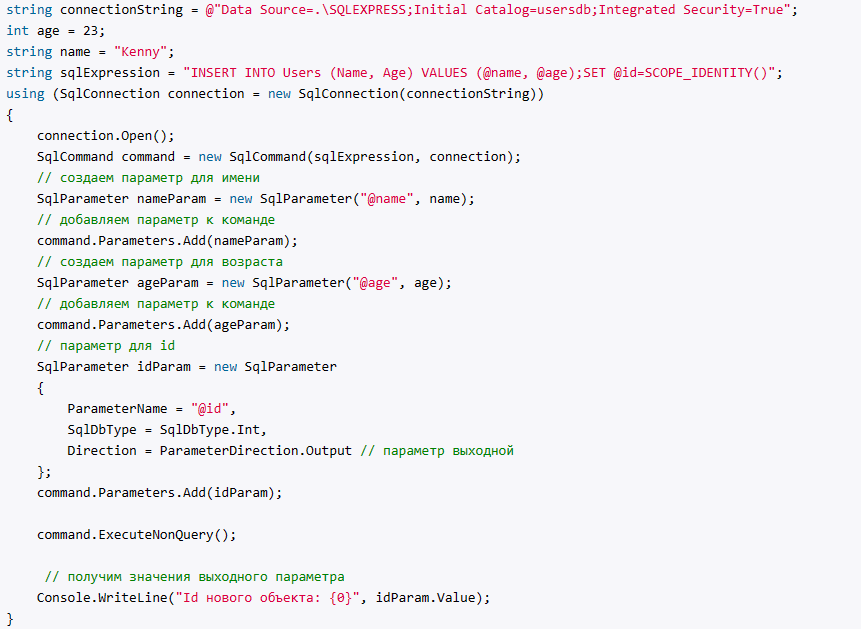 string connectionString = @"Data Source=.\SQLEXPRESS;Initial Catalog=usersdb;Integrated Security=True";
int age = 23;
string name = "Kenny";
string sqlExpression = "INSERT INTO Users (Name, Age) VALUES (@name, @age);SET @id=SCOPE_IDENTITY()";
using (SqlConnection connection = new SqlConnection(connectionString))
{
    connection.Open();
    SqlCommand command = new SqlCommand(sqlExpression, connection);
    // создаем параметр для имени
    SqlParameter nameParam = new SqlParameter("@name", name);
    // добавляем параметр к команде
    command.Parameters.Add(nameParam);
    // создаем параметр для возраста
    SqlParameter ageParam = new SqlParameter("@age", age);
    // добавляем параметр к команде
    command.Parameters.Add(ageParam);
    // параметр для id
    SqlParameter idParam = new SqlParameter
    {
        ParameterName = "@id",
        SqlDbType = SqlDbType.Int,
        Direction = ParameterDirection.Output // параметр выходной
    };
    command.Parameters.Add(idParam);

    command.ExecuteNonQuery();

     // получим значения выходного параметра
    Console.WriteLine("Id нового объекта: {0}", idParam.Value);
}